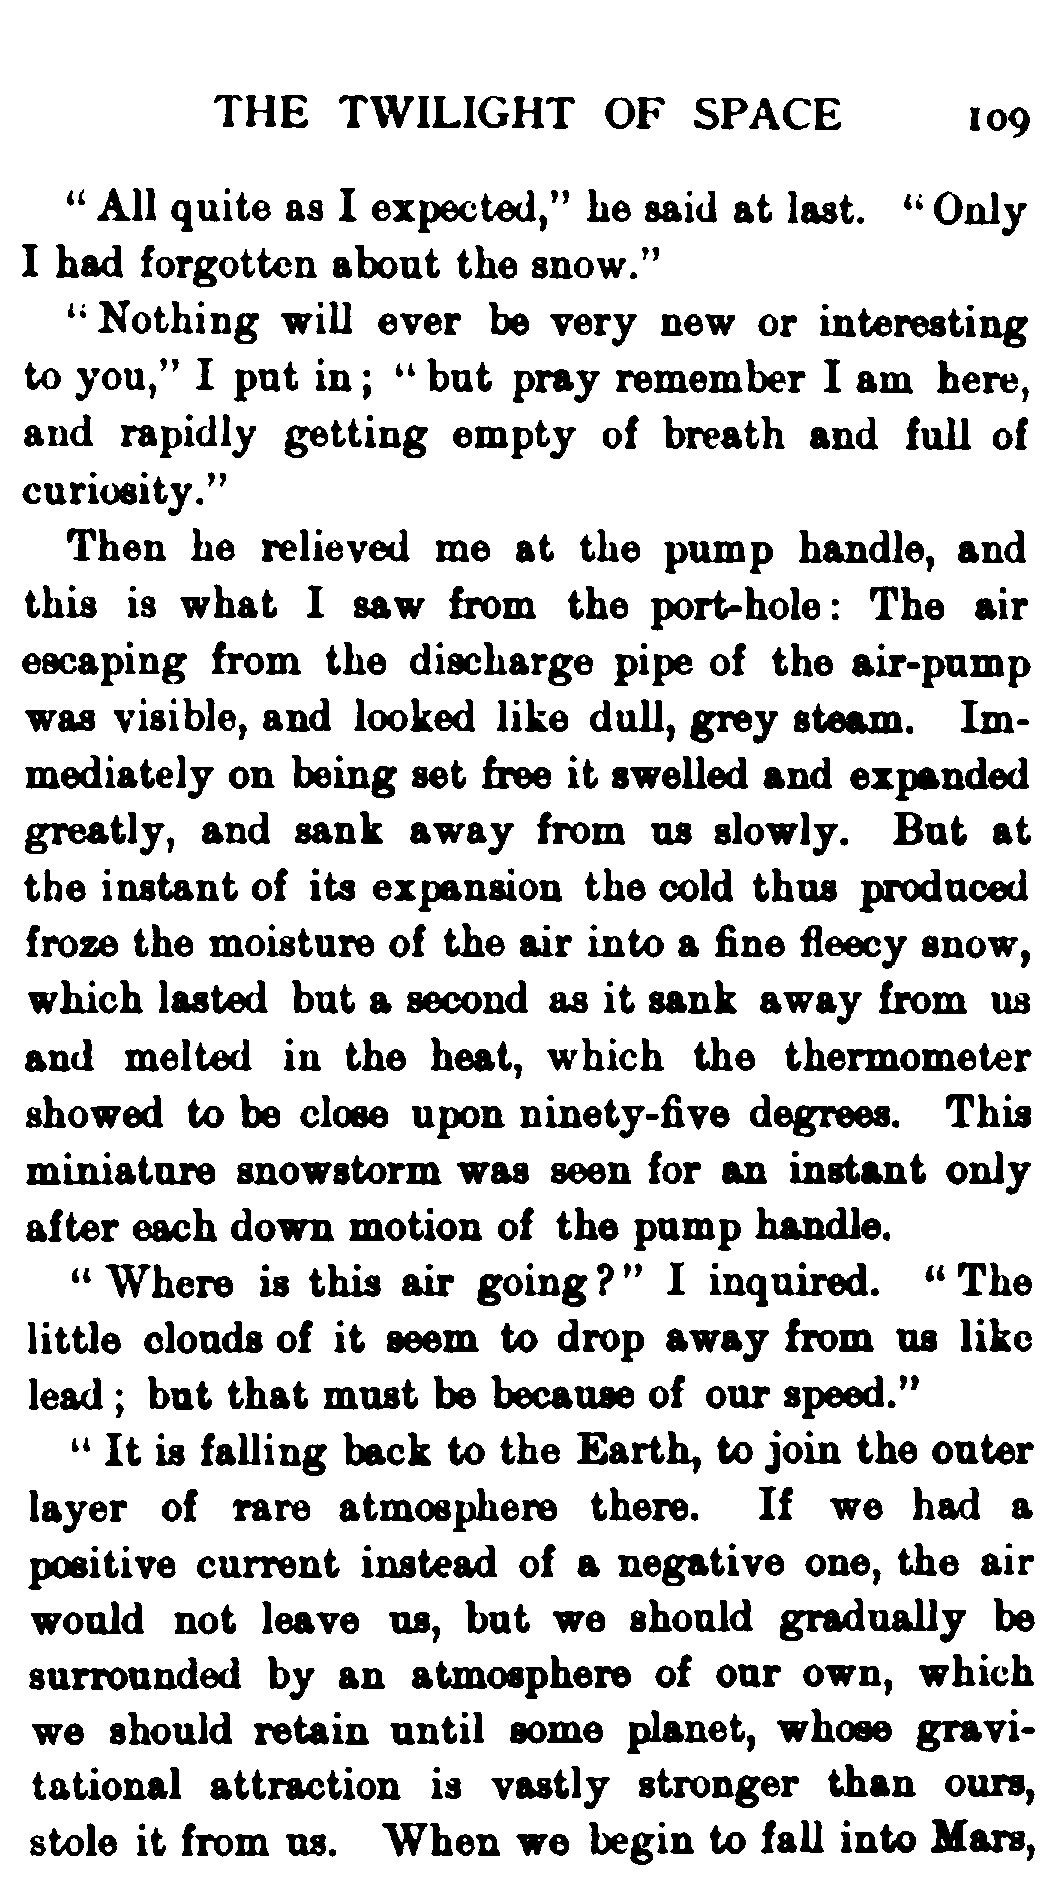 THE TWILIGHT OF SPACE 109
“ All quite as I expected,” he said at last. “ Only
I had forgotten about the snow.”
“ Nothing will ever be very new or interesting
to you,” I put in ; “ but pray remember I am here,
and rapidly getting empty of breath and full of
curiosity.”
Then he relieved me at the pump handle, and
this is what I saw from the port-hole: The air
escaping from the discharge pipe of the air-pump
was visible, and looked like dull, grey steam. Im-
mediately on being set free it swelled and expanded
greatly, and sank away from us slowly. But at
the instant of its expansion the cold thus produced
froze the moisture of the air into a fine fleecy snow,
which lasted but a second as it sank away from us
and melted in the heat, which the thermometer
showed to be close upon ninety-five degrees. This
miniature snowstorm was seen for an instant only
after each down motion of the pump handle.
“ Where is this air going?” I inquired. “ The
little clouds of it seem to drop away from us like
lead ; but that must be because of our speed.”
“ It is falling back to the Earth, to join the outer
layer of rare atmosphere there. If we had a
positive current instead of a negative one, the air
would not leave us, but we should gradually be
surrounded by an atmosphere of our own, which
we should retain until some planet, whose gravi-
tational attraction is vastly stronger than ours,
stole it from us. When we begin to fall into Mars,